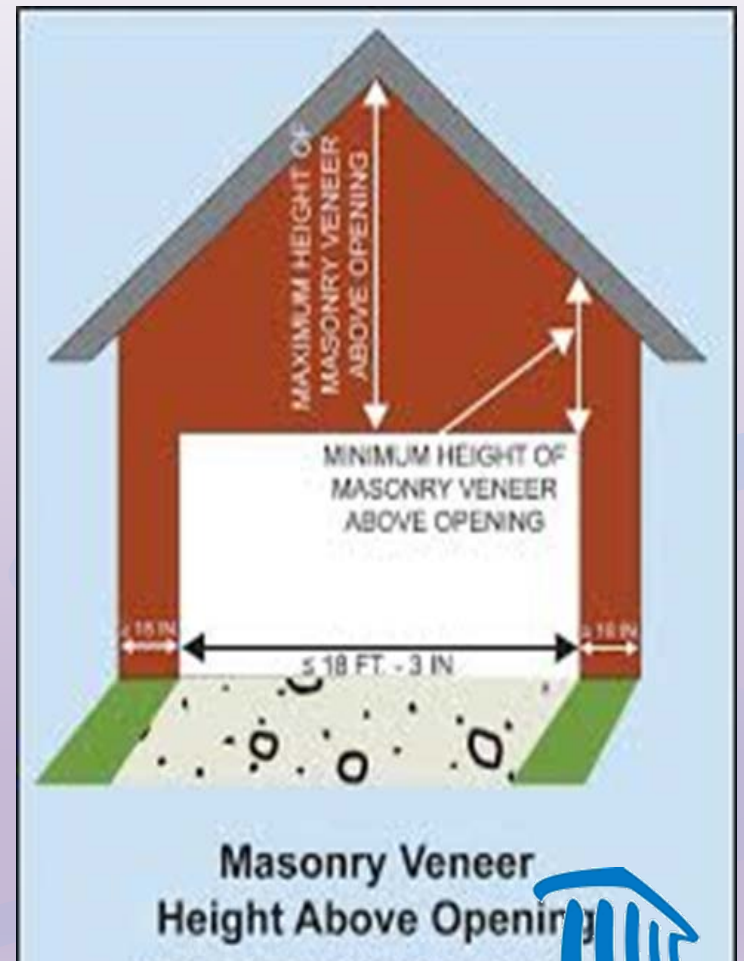 MAXIMUM HEIGHT OF
MASONRY VENEER
ABOVE OPENING
MINIMUM HEIGHT OF
MASONRY VENEER
ABOVE OPENING
≤ 18 FT. - 3 IN
Masonry Veneer
Height Above Opening